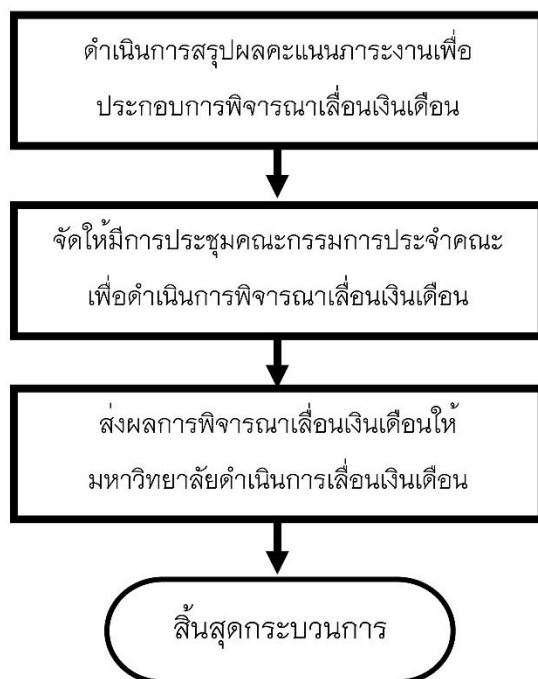 ดำเนินการสรุปผลคะแนนภาระงานเพื่อ
ประกอบการพิจารณาเลื่อนเงินเดือน
จัดให้มีการประชุมคณะกรรมการประจำคณะ
เพื่อดำเนินการพิจารณาเลื่อนเงินเดือน
ส่งผลการพิจารณาเลื่อนเงินเดือนให้
มหาวิทยาลัยดำเนินการเลื่อนเงินเดือน
สิ้นสุดกระบวนการ